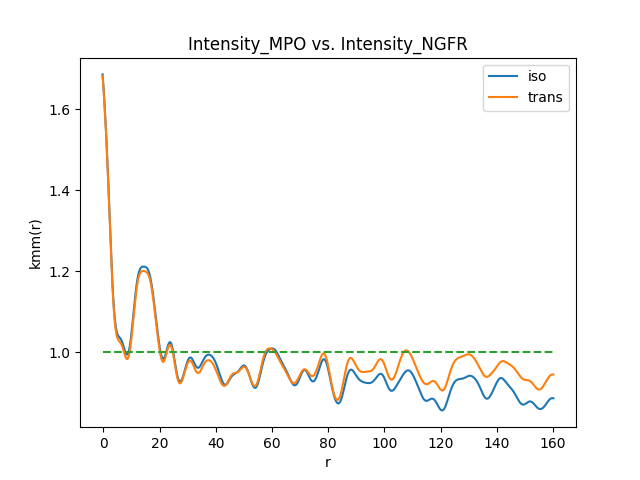 Intensity_MPO vs. Intensity_NGFR
iso
trans
1.6
1.4
1.2
1.0
kmm(r)
0 20 40 60 80 100 120 140 160
r